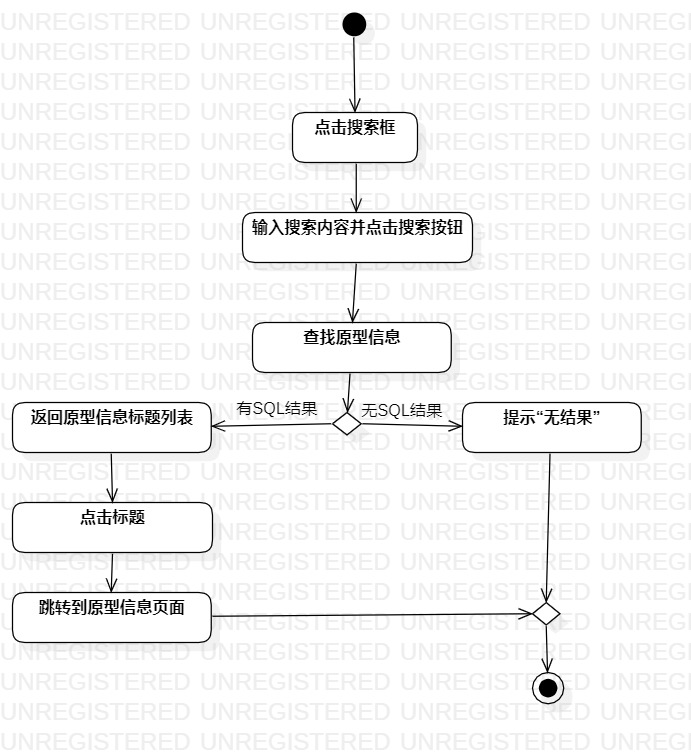 点击搜索框
输入搜索内容并点击搜索按钮
查找原型信息
有SQL结果
无SQL结果
返回原型信息标题列表
提示“无结果”
点击标题
跳转到原型信息页面
UNREGISTERED